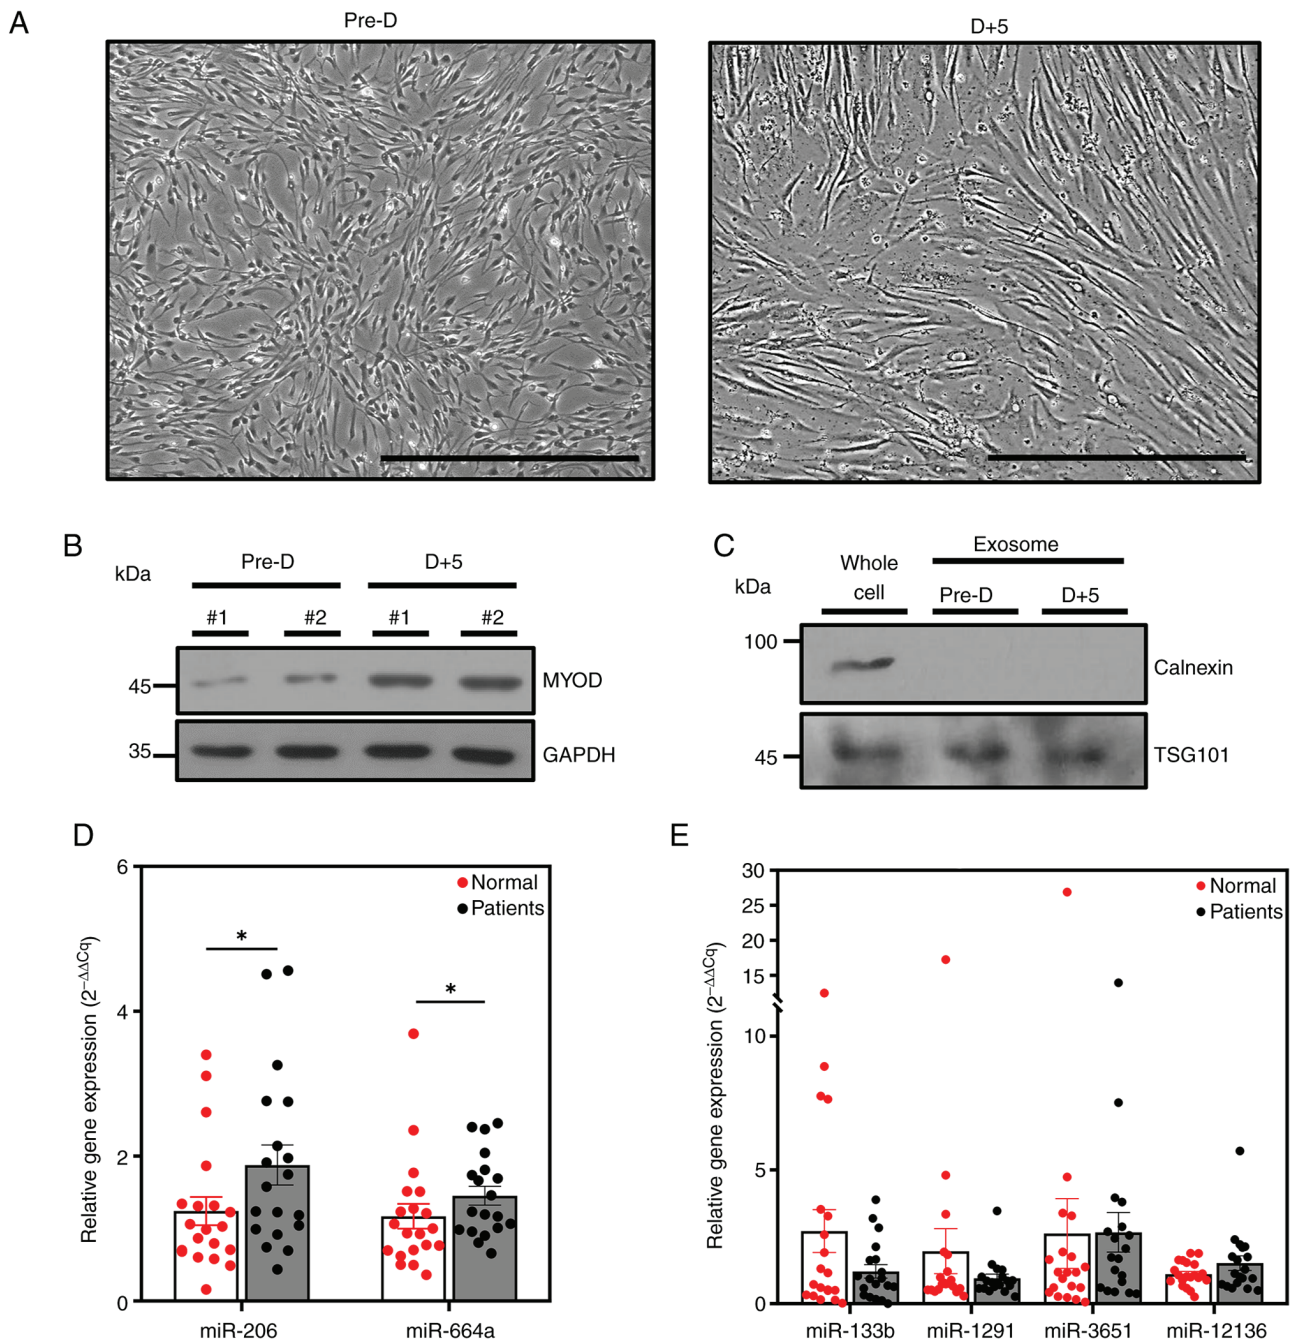 A
Pre-D
D+5
B
kDa
Pre-D
D+5
#1
#2
#1
#2
45
MYOD
35
GAPDH
C
kDa
Whole
cell
Exosome
Pre-D
D+5
100
Calnexin
45
TSG101
D
Relative gene expression (2−ΔΔCq)
6
4
2
0
Normal
Patients
*
*
miR-206
miR-664a
E
Relative gene expression (2−ΔΔCq)
30
25
20
15
10
5
0
Normal
Patients
miR-133b
miR-1291
miR-3651
miR-12136